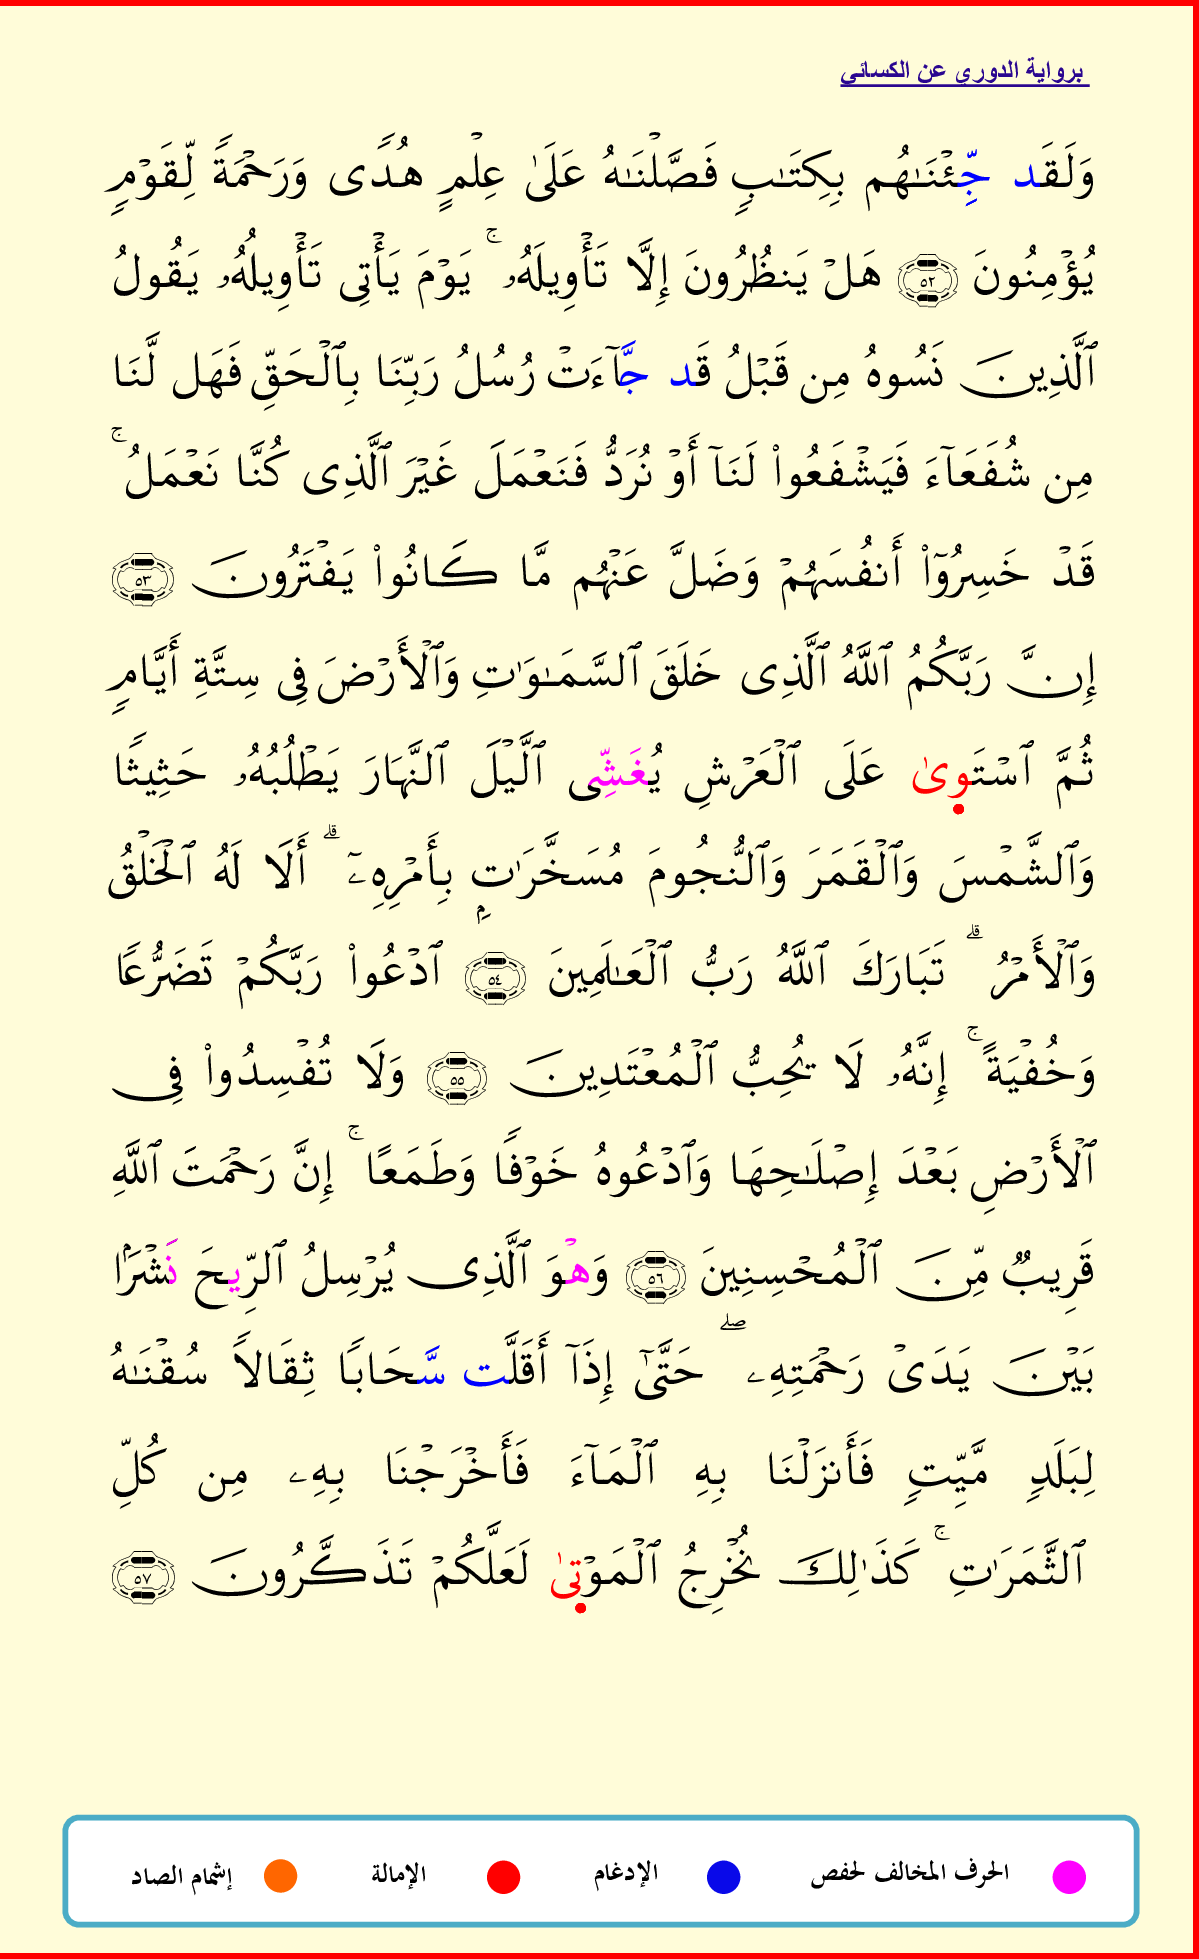 برواية الدوري عن الكسائي
وَلَقَد جِّئْنَـٰهُم بِكِتَـٰبٍ فَصَّلْنَـٰهُ عَلَىٰ عِلْمٍ هُدًى وَرَحْمَةً لِّقَوْمٍ
يُؤْمِنُونَ ٥٢ هَلْ يَنظُرُونَ إِلَّا تَأْوِيلَهُۥ ۚ يَوْمَ يَأْتِى تَأْوِيلُهُۥ يَقُولُ
ٱلَّذِينَ نَسُوهُ مِن قَبْلُ قَد جَّآءَتْ رُسُلُ رَبِّنَا بِٱلْحَقِّ فَهَل لَّنَا
مِن شُفَعَآءَ فَيَشْفَعُوا۟ لَنَآ أَوْ نُرَدُّ فَنَعْمَلَ غَيْرَ ٱلَّذِى كُنَّا نَعْمَلُ ۚ
قَدْ خَسِرُوٓا۟ أَنفُسَهُمْ وَضَلَّ عَنْهُم مَّا كَانُوا۟ يَفْتَرُونَ ٥٣
إِنَّ رَبَّكُمُ ٱللَّهُ ٱلَّذِى خَلَقَ ٱلسَّمَـٰوَٰتِ وَٱلْأَرْضَ فِى سِتَّةِ أَيَّامٍ
ثُمَّ ٱسْتَوِىٰ عَلَى ٱلْعَرْشِ يُغَشِّى ٱلَّيْلَ ٱلنَّهَارَ يَطْلُبُهُۥ حَثِيثًا
وَٱلشَّمْسَ وَٱلْقَمَرَ وَٱلنُّجُومَ مُسَخَّرَٰتٍۭ بِأَمْرِهِۦٓ ۗ أَلَا لَهُ ٱلْخَلْقُ
وَٱلْأَمْرُ ۗ تَبَارَكَ ٱللَّهُ رَبُّ ٱلْعَـٰلَمِينَ ٥٤ ٱدْعُوا۟ رَبَّكُمْ تَضَرُّعًا
وَخُفْيَةً ۚ إِنَّهُۥ لَا يُحِبُّ ٱلْمُعْتَدِينَ ٥٥ وَلَا تُفْسِدُوا۟ فِى
ٱلْأَرْضِ بَعْدَ إِصْلَـٰحِهَا وَٱدْعُوهُ خَوْفًا وَطَمَعًا ۚ إِنَّ رَحْمَتَ ٱللَّهِ
قَرِيبٌ مِّنَ ٱلْمُحْسِنِينَ ٥٦ وَهْوَ ٱلَّذِى يُرْسِلُ ٱلرِّيحَ نَشْرَۢا
بَيْنَ يَدَىْ رَحْمَتِهِۦ ۖ حَتَّىٰٓ إِذَآ أَقَلَّت سَّحَابًا ثِقَالًا سُقْنَـٰهُ
لِبَلَدٍ مَّيِّتٍ فَأَنزَلْنَا بِهِ ٱلْمَآءَ فَأَخْرَجْنَا بِهِۦ مِن كُلِّ
ٱلثَّمَرَٰتِ ۚ كَذَٰلِكَ نُخْرِجُ ٱلْمَوْتِىٰ لَعَلَّكُمْ تَذَكَّرُونَ ٥٧
الحرف المخالف لحفص الإدغام الإمالة إشمام الصاد